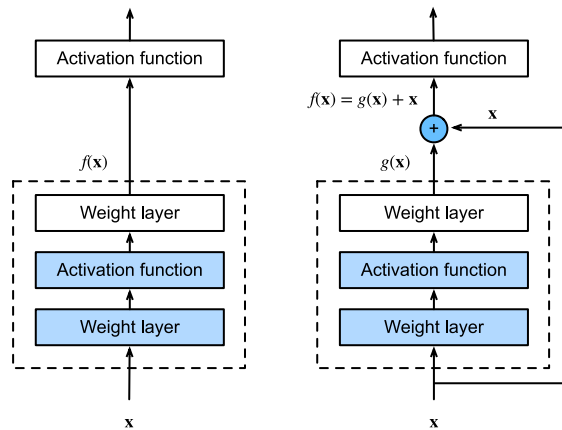 Activation function
f(x)
Weight layer
Activation function
Weight layer
x
Activation function
f(x) = g(x) + x
x
+
g(x)
Weight layer
Activation function
Weight layer
x